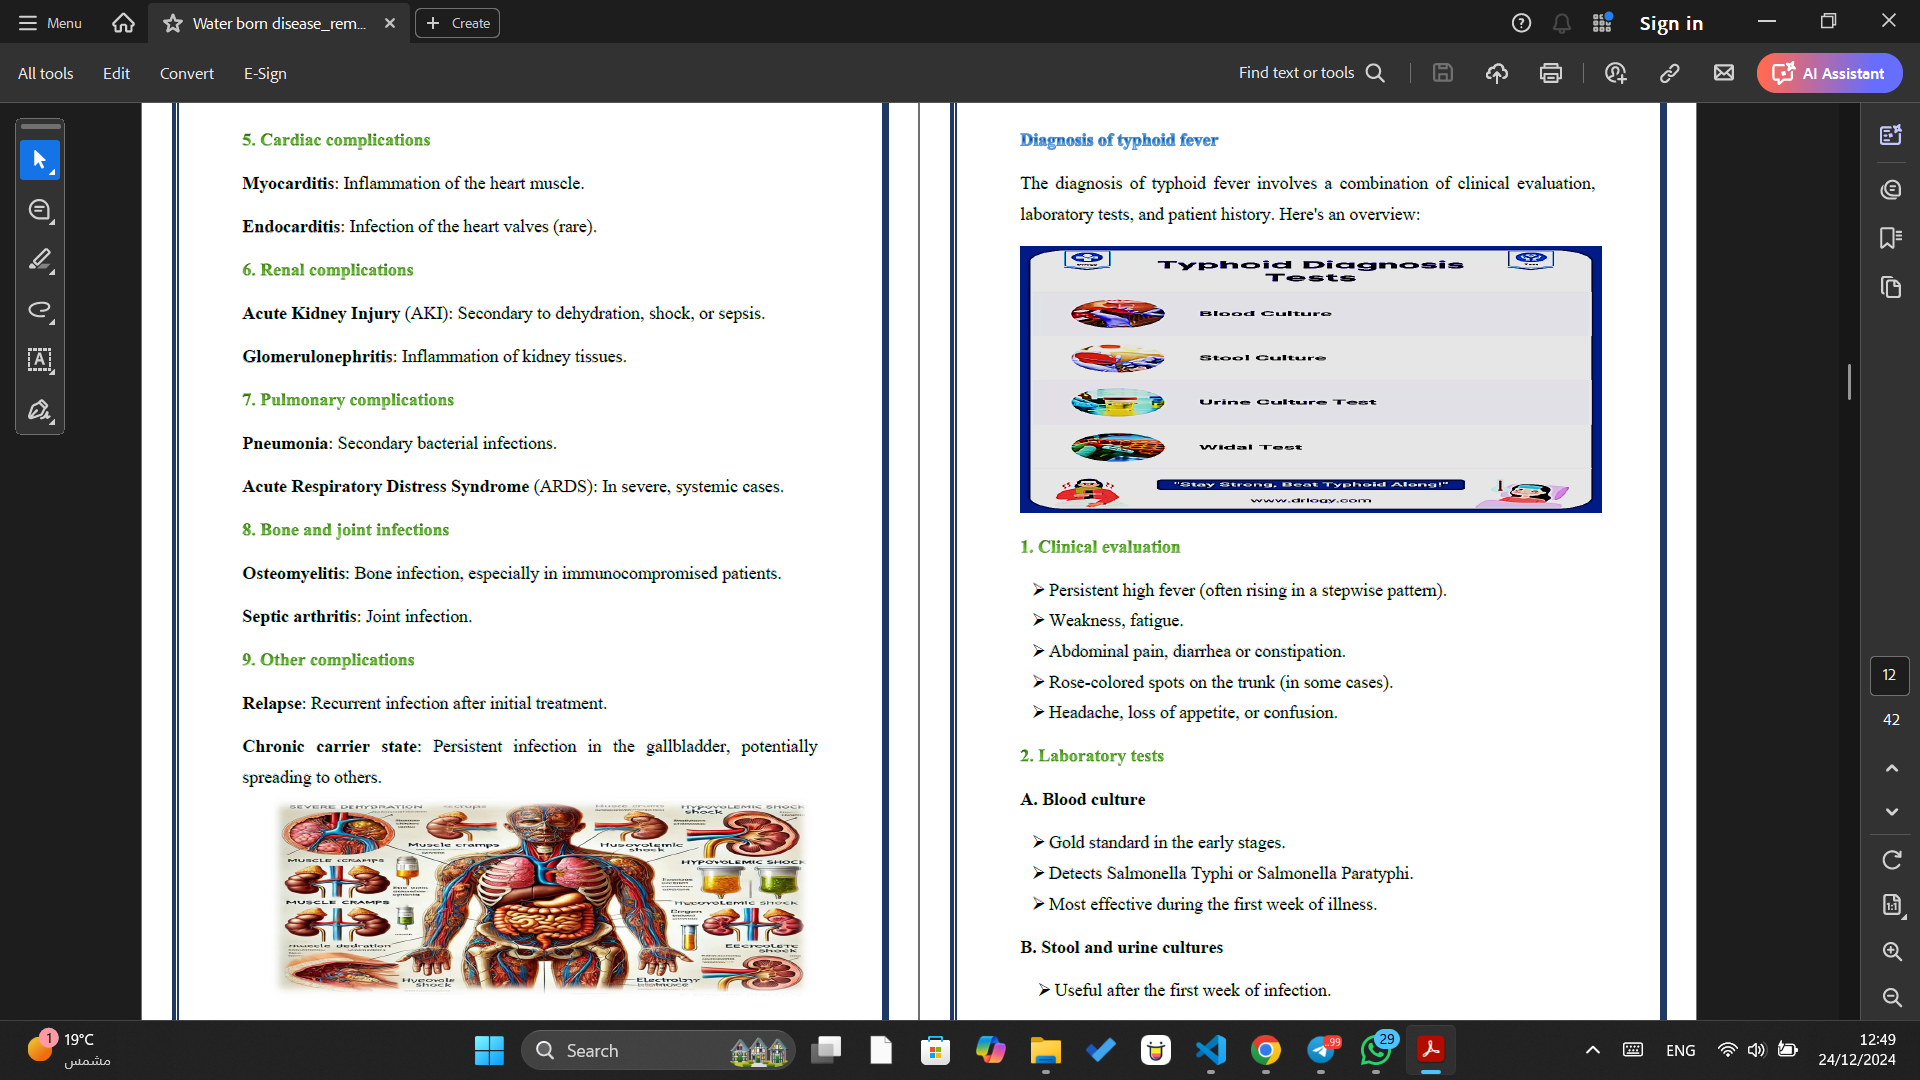 Menu
Water born disease_rem...
Create
Sign in
All tools
Edit
Convert
E-Sign
Find text or tools
AI Assistant
5. Cardiac complications
Myocarditis: Inflammation of the heart muscle.
Endocarditis: Infection of the heart valves (rare).
6. Renal complications
Acute Kidney Injury (AKI): Secondary to dehydration, shock, or sepsis.
Glomerulonephritis: Inflammation of kidney tissues.
7. Pulmonary complications
Pneumonia: Secondary bacterial infections.
Acute Respiratory Distress Syndrome (ARDS): In severe, systemic cases.
8. Bone and joint infections
Osteomyelitis: Bone infection, especially in immunocompromised patients.
Septic arthritis: Joint infection.
9. Other complications
Relapse: Recurrent infection after initial treatment.
Chronic carrier state: Persistent infection in the gallbladder, potentially
spreading to others.
SEVERE DEHYDRATION
HYPOVOLEMIC SHOCK
shock
Muscle cramps
Husovolemic
shock
MUSCLE CRAMPS
HYPOVOLEMIC SHOCK
MUSCLE CRAMPS
shock
Diagnosis of typhoid fever
The diagnosis of typhoid fever involves a combination of clinical evaluation,
laboratory tests, and patient history. Here's an overview:
Typhoid Diagnosis
Tests
Blood Culture
Stool Culture
Urine Culture Test
Widal Test
"Stay Strong, Beat Typhoid Along!"
www.drlogy.com
1. Clinical evaluation
➢ Persistent high fever (often rising in a stepwise pattern).
➢ Weakness, fatigue.
➢ Abdominal pain, diarrhea or constipation.
➢ Rose-colored spots on the trunk (in some cases).
➢ Headache, loss of appetite, or confusion.
2. Laboratory tests
A. Blood culture
➢ Gold standard in the early stages.
➢ Detects Salmonella Typhi or Salmonella Paratyphi.
➢ Most effective during the first week of illness.
B. Stool and urine cultures
➢ Useful after the first week of infection.
12
42
1:1
1
19°C
مشمس
Search
99
29
ENG
12:49
24/12/2024